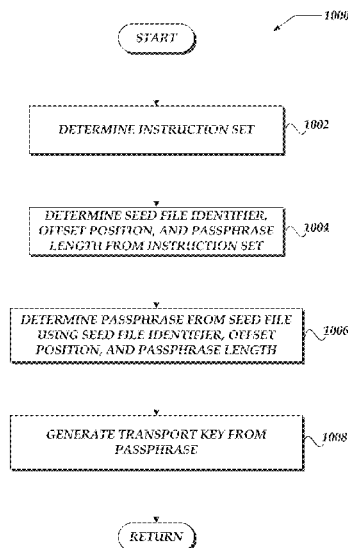 1000
START
DETERMINE INSTRUCTION SET
1002
DETERMINE SEED FILE IDENTIFIER,
OFFSET POSITION, AND PASSPHRASE
LENGTH FROM INSTRUCTION SET
1004
DETERMINE PASSPHRASE FROM SEED FILE
USING SEED FILE IDENTIFIER, OFFSET
POSITION, AND PASSPHRASE LENGTH
1006
GENERATE TRANSPORT KEY FROM
PASSPHRASE
1008
RETURN